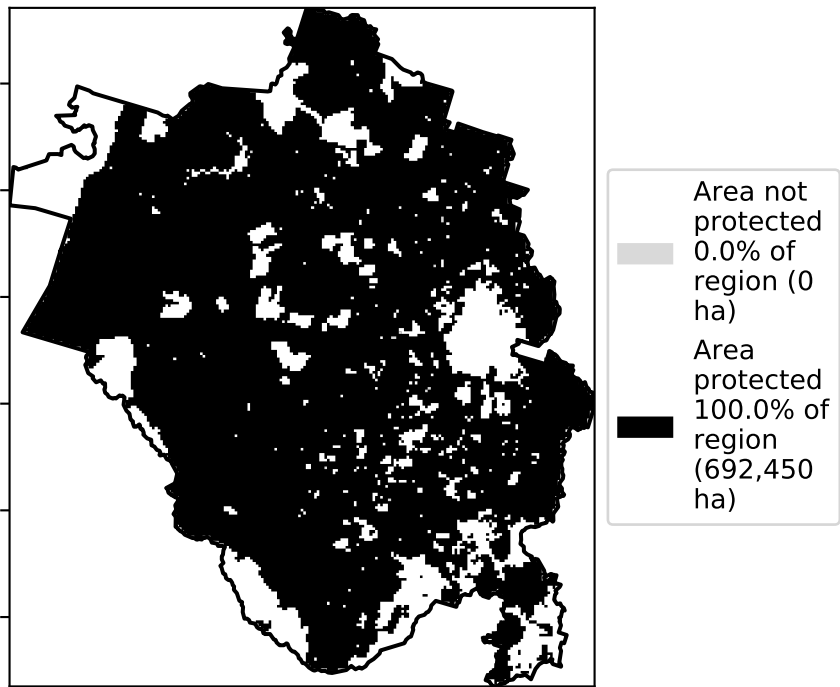 Area not
protected
0.0% of
region (0
ha)
Area
protected
100.0% of
region
(692,450
ha)